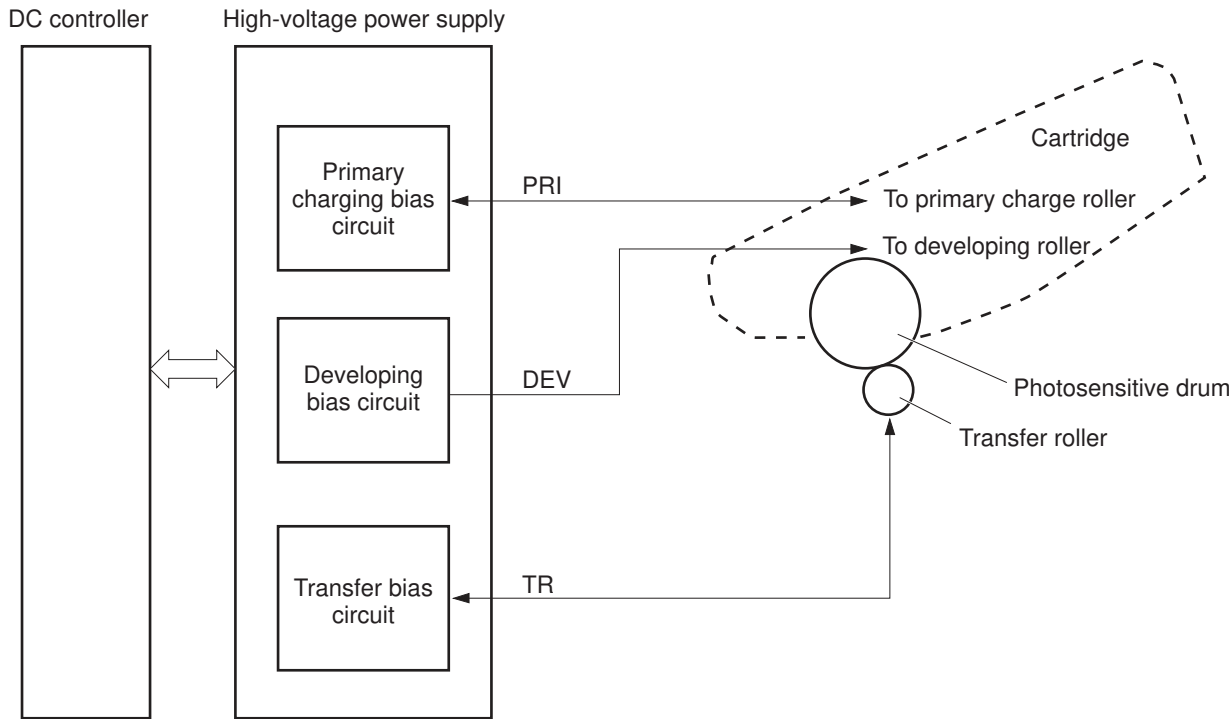 DC controller
High-voltage power supply
Primary
charging bias
circuit
PRI
Cartridge
To primary charge roller
To developing roller
Developing
bias circuit
DEV
Photosensitive drum
Transfer roller
Transfer bias
circuit
TR